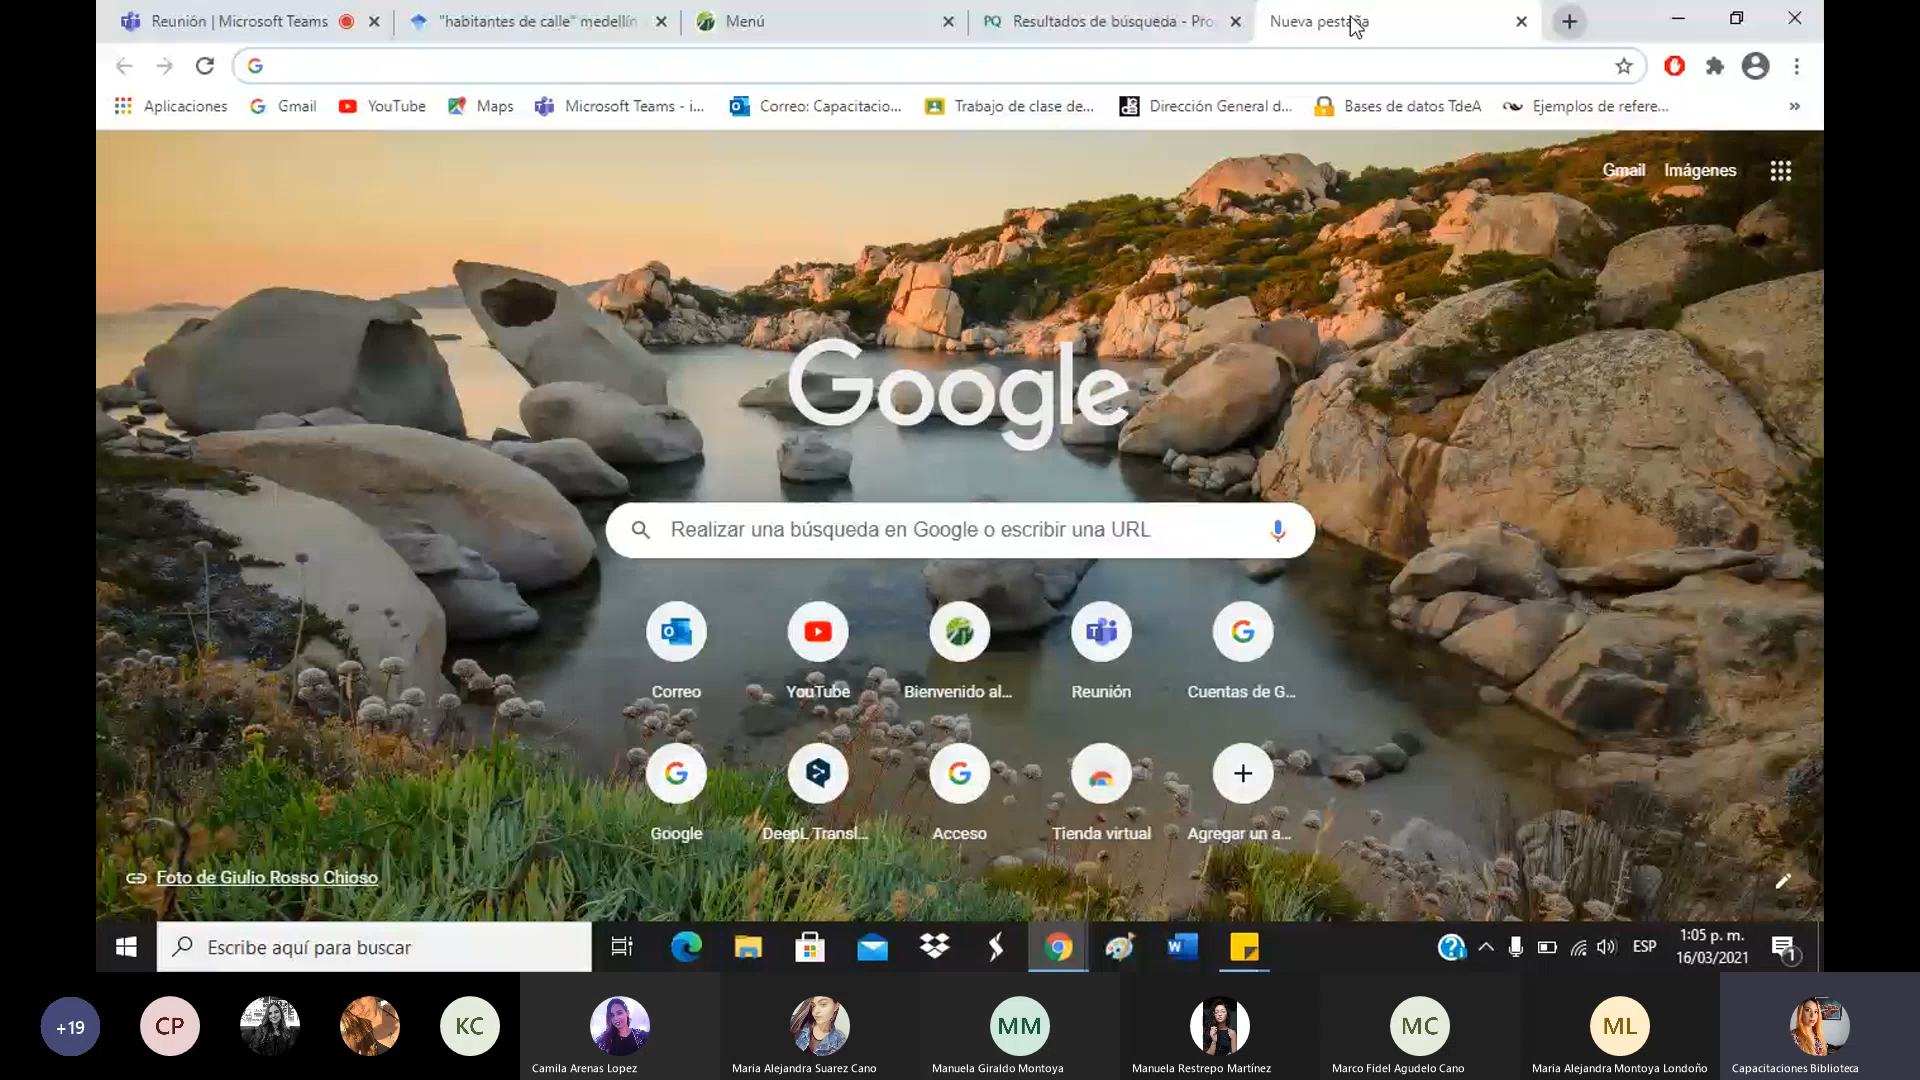 Reunión | Microsoft Teams
"habitantes de calle" medellín
Menú
Resultados de búsqueda - Pro
Nueva pestaña
Aplicaciones
Gmail
YouTube
Maps
Microsoft Teams - i...
Correo: Capacitacio...
Trabajo de clase de...
Dirección General d...
Bases de datos TdeA
Ejemplos de refere...
»
Gmail
Imágenes
Google
Realizar una búsqueda en Google o escribir una URL
Correo
YouTube
Bienvenido al...
Reunión
Cuentas de G...
Google
DeepL Transl...
Acceso
Tienda virtual
Agregar un a...
Foto de Giulio Rosso Chioso
Escribe aquí para buscar
ESP
1:05 p. m.
16/03/2021
1
+19
CP
KC
MM
MC
ML
Camila Arenas Lopez
Maria Alejandra Suarez Cano
Manuela Giraldo Montoya
Manuela Restrepo Martínez
Marco Fidel Agudelo Cano
Maria Alejandra Montoya Londoño
Capacitaciones Biblioteca